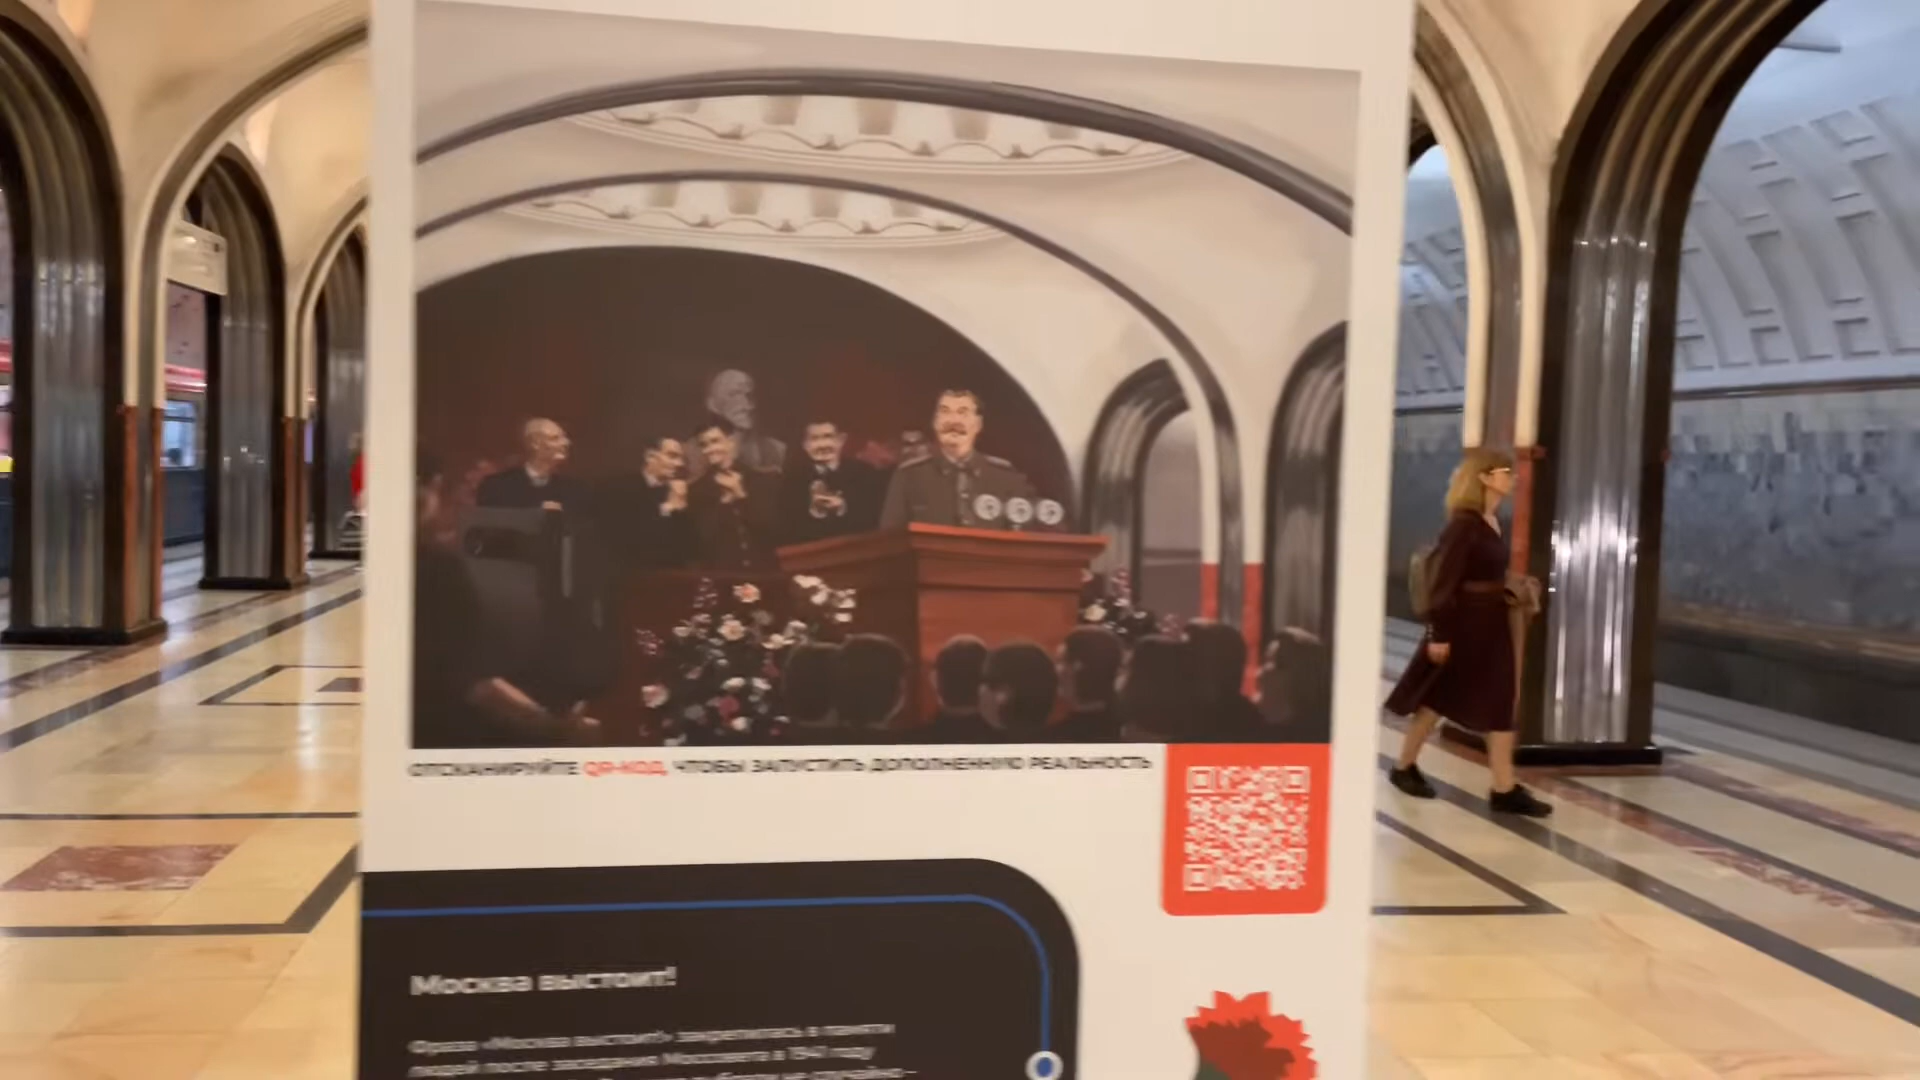 ОТСКАНИРУЙТЕ QR-КОД, ЧТОБЫ ЗАПУСТИТЬ ДОПОЛНЕННУЮ РЕАЛЬНОСТЬ
Москва выстоит!
Фраза «Москва выстоит!» закрепилась в памяти
людей после заседания Моссовета в 1941 году